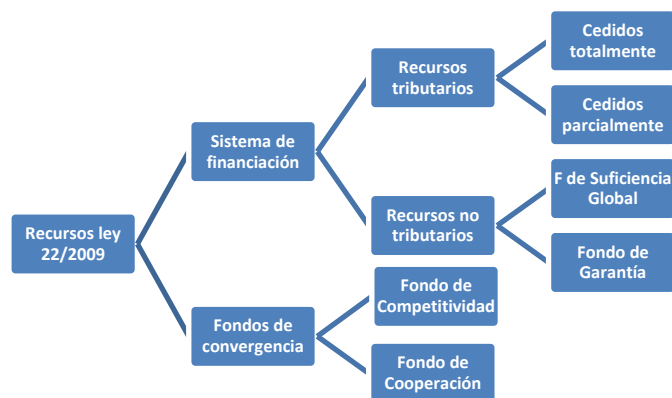 Recursos ley
22/2009
Sistema de
financiación
Recursos
tributarios
Cedidos
totalmente
Cedidos
parcialmente
Recursos no
tributarios
F de Suficiencia
Global
Fondo de
Garantía
Fondos de
convergencia
Fondo de
Competitividad
Fondo de
Cooperación